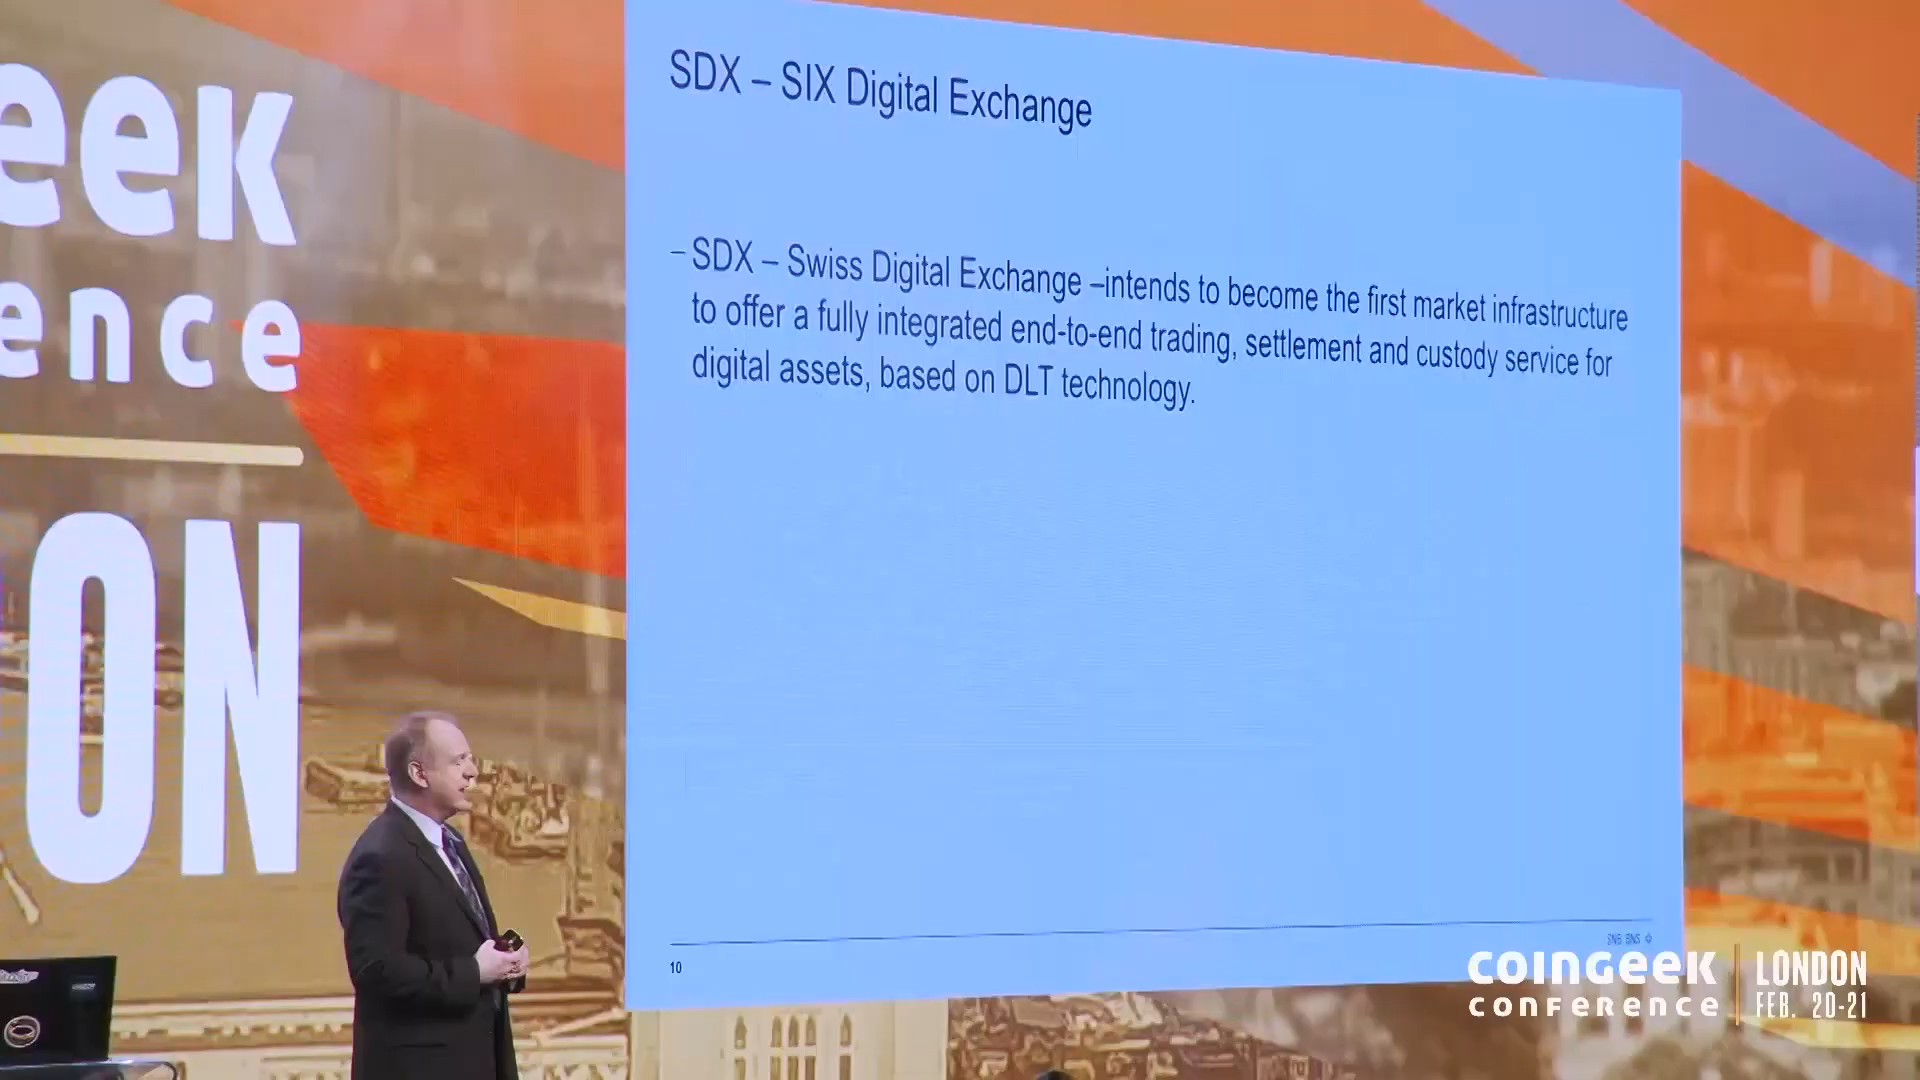 eek
ence
ON
SDX – SIX Digital Exchange
– SDX – Swiss Digital Exchange –intends to become the first market infrastructure
to offer a fully integrated end-to-end trading, settlement and custody service for
digital assets, based on DLT technology.
10
SNB BNS
COINGEEK
CONFERENCE
LONDON
FEB. 20-21